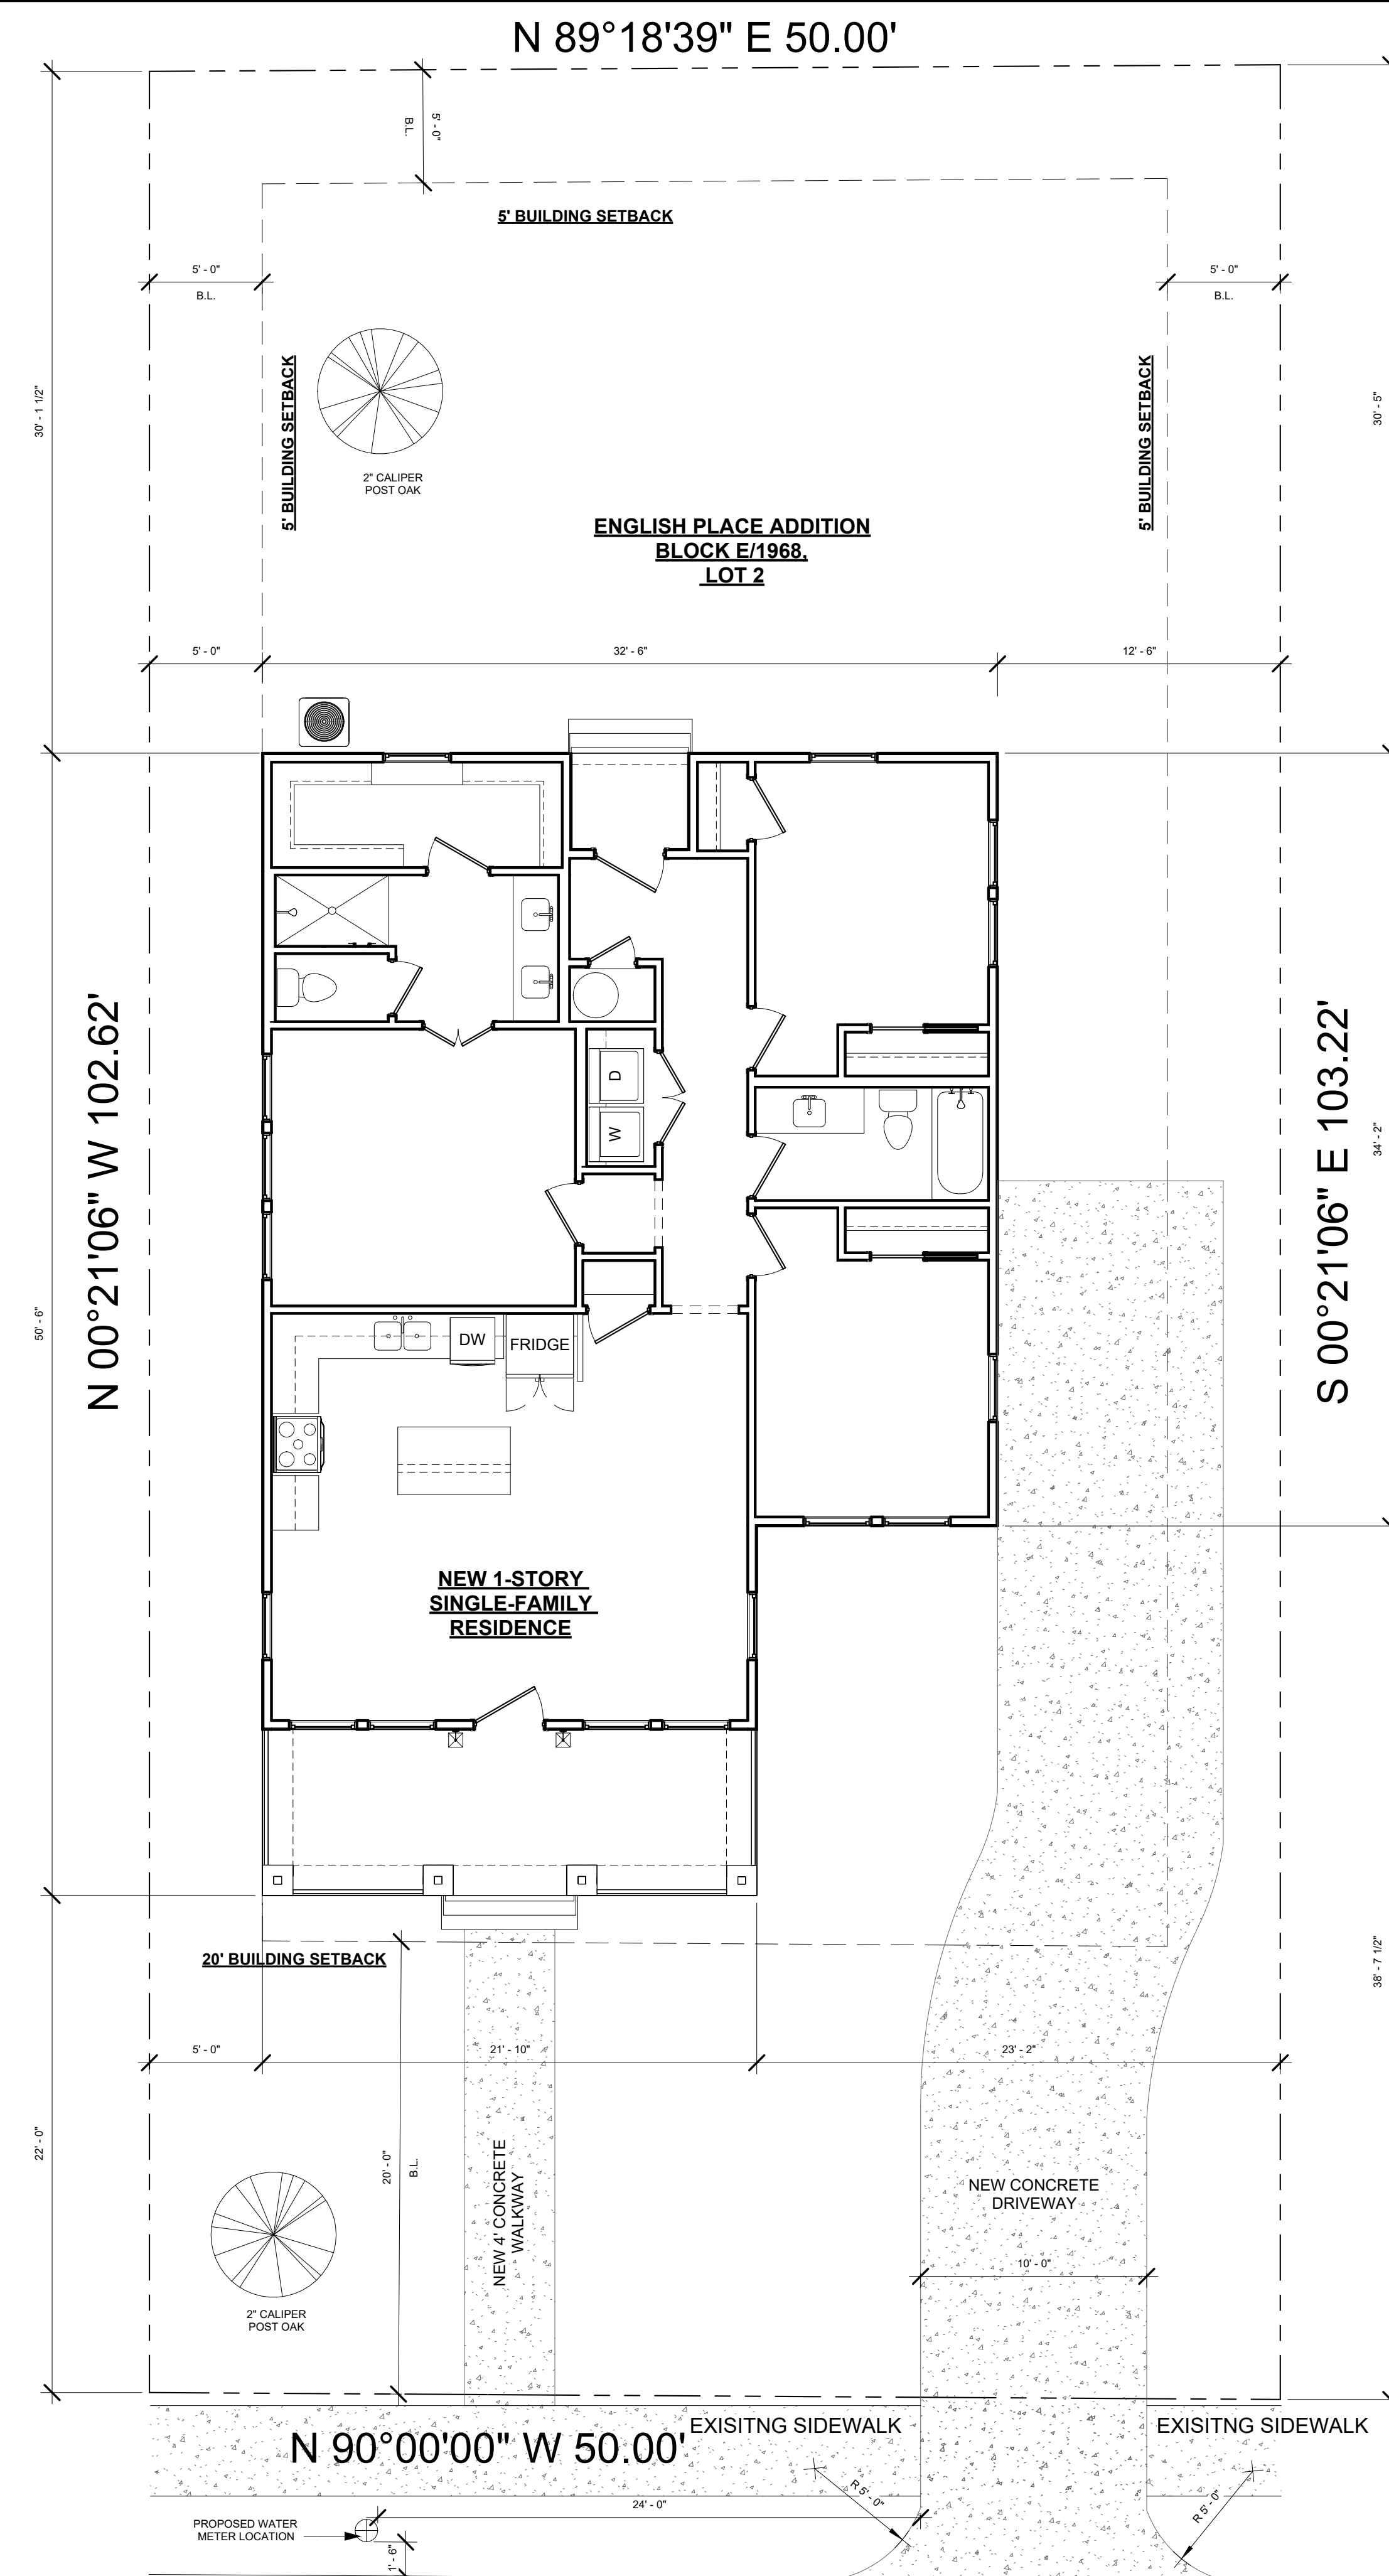 N 89°18'39" E 50.00'
5' - 0"
B.L.
5' BUILDING SETBACK
5' - 0"
B.L.
5' - 0"
B.L.
30' - 1 1/2"
5' BUILDING SETBACK
2" CALIPER
POST OAK
5' BUILDING SETBACK
30' - 5"
ENGLISH PLACE ADDITION
BLOCK E/1968,
LOT 2
5' - 0"
32' - 6"
12' - 6"
N 00°21'06" W 102.62'
S 00°21'06" E 103.22'
D
W
34' - 2"
50' - 6"
DW
FRIDGE
NEW 1-STORY
SINGLE-FAMILY
RESIDENCE
20' BUILDING SETBACK
38' - 7 1/2"
5' - 0"
21' - 10"
23' - 2"
22' - 0"
20' - 0"
B.L.
NEW 4' CONCRETE
WALKWAY
NEW CONCRETE
DRIVEWAY
10' - 0"
2" CALIPER
POST OAK
N 90°00'00" W 50.00'
EXISITNG SIDEWALK
EXISITNG SIDEWALK
R 5' - 0"
R 5' - 0"
24' - 0"
PROPOSED WATER
METER LOCATION
1' - 6"